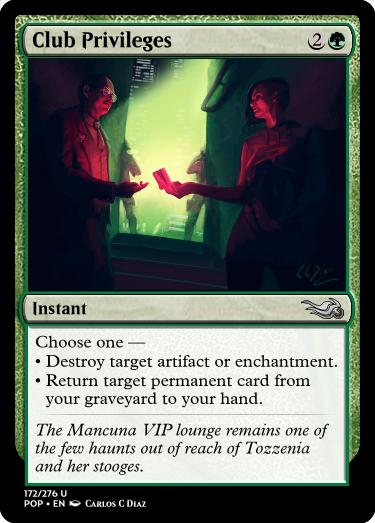 Club Privileges 2
Instant
Choose one —
• Destroy target artifact or enchantment.
• Return target permanent card from
your graveyard to your hand.
The Mancuna VIP lounge remains one of
the few haunts out of reach of Tozzenia
and her stooges.
172/276 U
POP • EN Carlos C Diaz